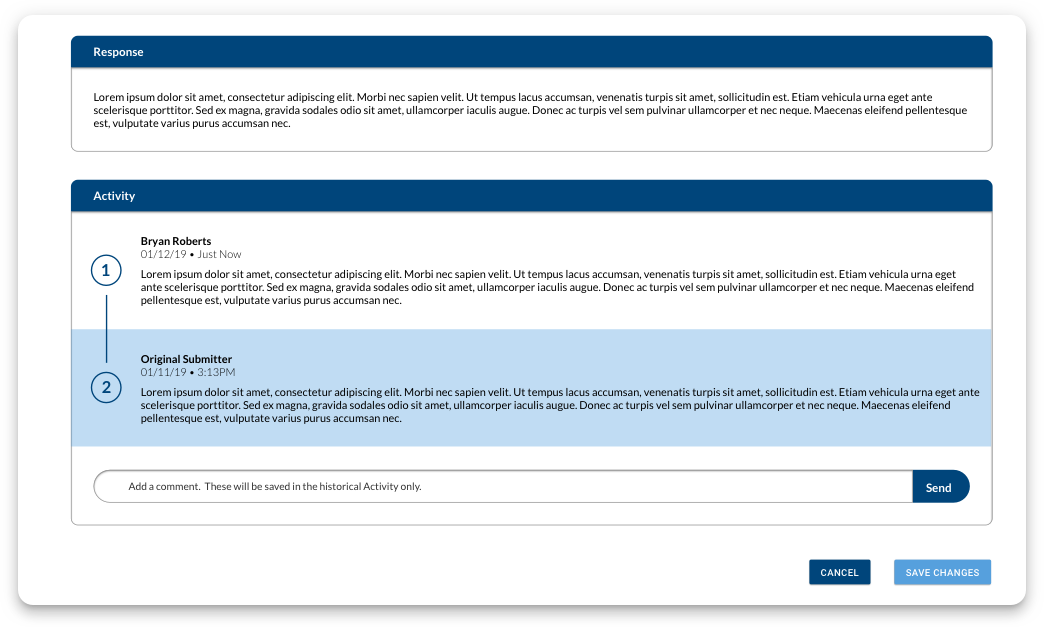 Response
Lorem ipsum dolor sit amet, consectetur adipiscing elit. Morbi nec sapien velit. Ut tempus lacus accumsan, venenatis turpis sit amet, sollicitudin est. Etiam vehicula urna eget ante
scelerisque porttitor. Sed ex magna, gravida sodales odio sit amet, ullamcorper iaculis augue. Donec ac turpis vel sem pulvinar ullamcorper et nec neque. Maecenas eleifend pellentesque
est, vulputate varius purus accumsan nec.
Activity
Bryan Roberts
01/12/19 • Just Now
1
Lorem ipsum dolor sit amet, consectetur adipiscing elit. Morbi nec sapien velit. Ut tempus lacus accumsan, venenatis turpis sit amet, sollicitudin est. Etiam vehicula urna eget
ante scelerisque porttitor. Sed ex magna, gravida sodales odio sit amet, ullamcorper iaculis augue. Donec ac turpis vel sem pulvinar ullamcorper et nec neque. Maecenas eleifend
pellentesque est, vulputate varius purus accumsan nec.
Original Submitter
01/11/19 • 3:13PM
2
Lorem ipsum dolor sit amet, consectetur adipiscing elit. Morbi nec sapien velit. Ut tempus lacus accumsan, venenatis turpis sit amet, sollicitudin est. Etiam vehicula urna eget ante
scelerisque porttitor. Sed ex magna, gravida sodales odio sit amet, ullamcorper iaculis augue. Donec ac turpis vel sem pulvinar ullamcorper et nec neque. Maecenas eleifend
pellentesque est, vulputate varius purus accumsan nec.
Add a comment. These will be saved in the historical Activity only.
Send
CANCEL
SAVE CHANGES